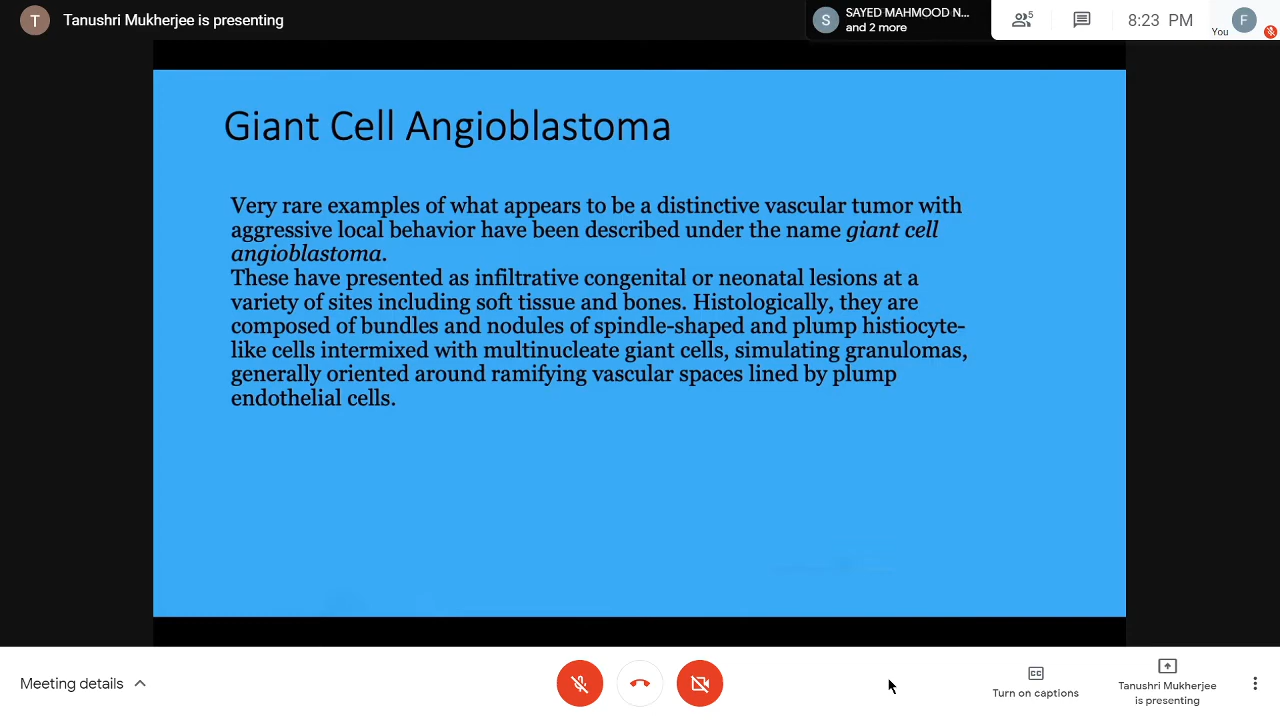 T
Tanushri Mukherjee is presenting
S
SAYED MAHMOOD N...
and 2 more
5
8:23 PM
You
F
Giant Cell Angioblastoma
Very rare examples of what appears to be a distinctive vascular tumor with
aggressive local behavior have been described under the name giant cell
angioblastoma.
These have presented as infiltrative congenital or neonatal lesions at a
variety of sites including soft tissue and bones. Histologically, they are
composed of bundles and nodules of spindle-shaped and plump histiocyte-
like cells intermixed with multinucleate giant cells, simulating granulomas,
generally oriented around ramifying vascular spaces lined by plump
endothelial cells.
Meeting details
CC
Turn on captions
Tanushri Mukherjee
is presenting